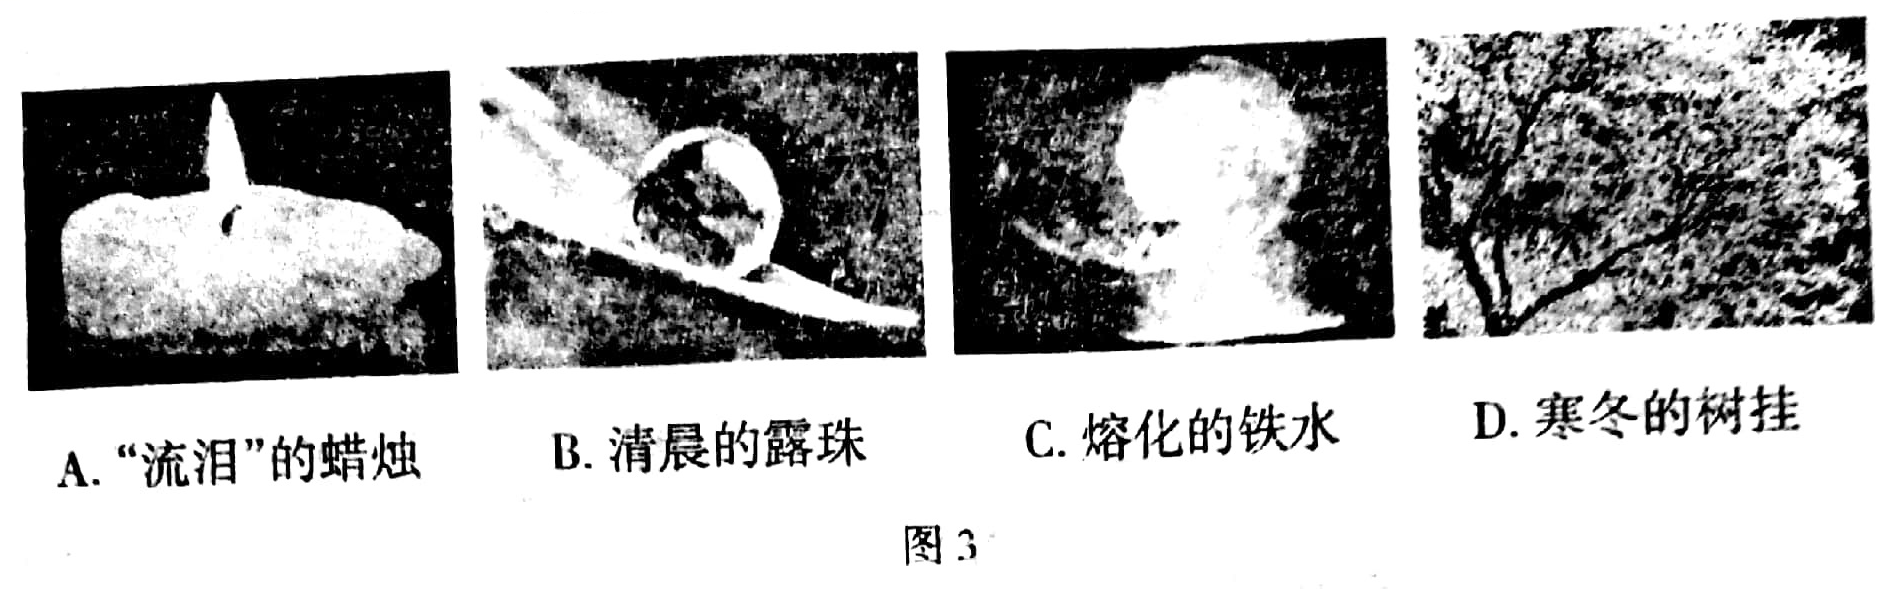 A. “流泪”的蜡烛
B. 清晨的露珠
C. 熔化的铁水
D. 寒冬的树挂
图 3